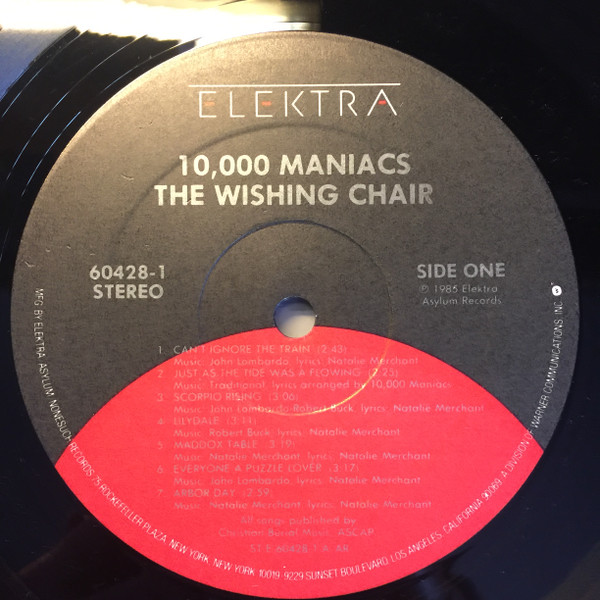 ELEKTRA
10,000 MANIACS
THE WISHING CHAIR
60428-1
STEREO
SIDE ONE
℗ 1985 Elektra
Asylum Records
1. CAN'T IGNORE THE TRAIN (2:43)
Music: John Lombardo, lyrics: Natalie Merchant
2. JUST AS THE TIDE WAS A FLOWING (2:25)
Music: Traditional, lyrics arranged by 10,000 Maniacs
3. SCORPIO RISING (3:06)
Music: John Lombardo-Robert Buck, lyrics: Natalie Merchant
4. LILYDALE (3:11)
Music: Robert Buck, lyrics: Natalie Merchant
5. MADDOX TABLE (3:19)
Music: Natalie Merchant, lyrics: Natalie Merchant
6. EVERYONE A PUZZLE LOVER (3:17)
Music: John Lombardo, lyrics: Natalie Merchant
7. ARBOR DAY (2:59)
Music: Natalie Merchant, lyrics: Natalie Merchant
All songs published by
Christian Burial Music, ASCAP
ST-E-60428-1-A AR
MFG BY ELEKTRA/ASYLUM/NONESUCH RECORDS, 75 ROCKEFELLER PLAZA, NEW YORK, NEW YORK 10019 • 9229 SUNSET BOULEVARD, LOS ANGELES, CALIFORNIA 90069. A DIVISION OF WARNER COMMUNICATIONS INC.